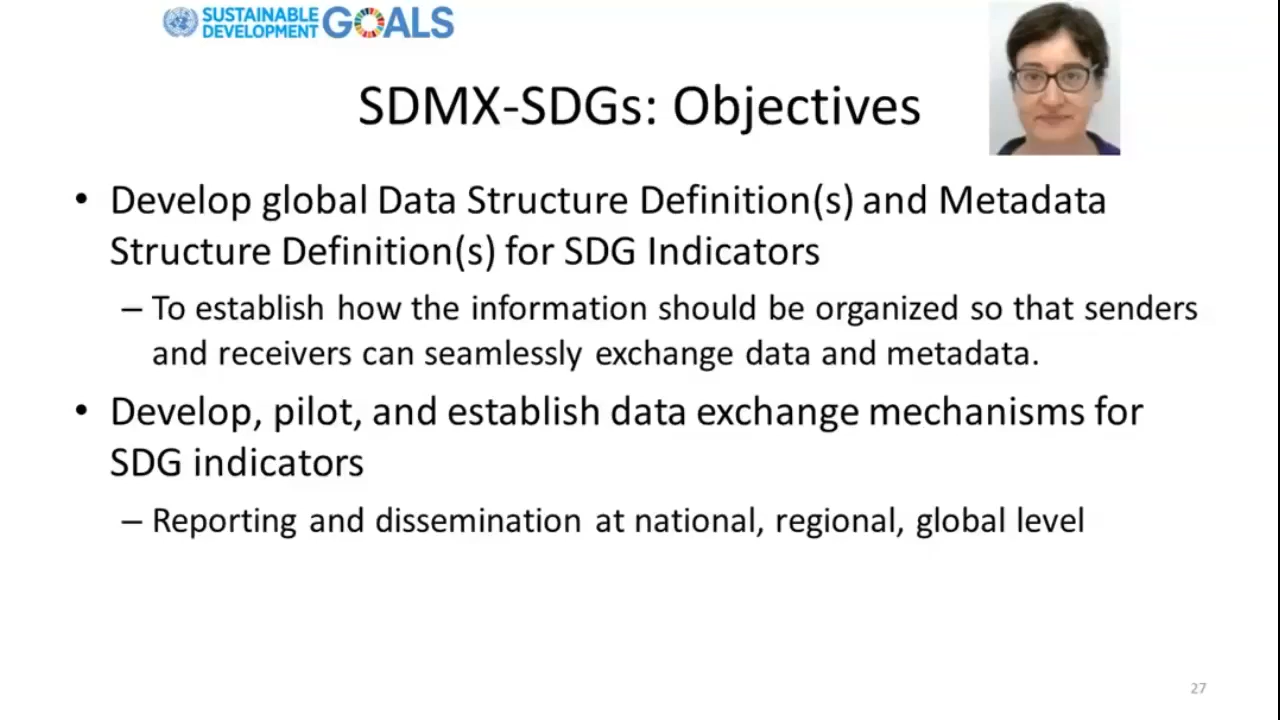 SUSTAINABLE
DEVELOPMENT GOALS
SDMX-SDGs: Objectives
• Develop global Data Structure Definition(s) and Metadata
Structure Definition(s) for SDG Indicators
– To establish how the information should be organized so that senders
and receivers can seamlessly exchange data and metadata.
• Develop, pilot, and establish data exchange mechanisms for
SDG indicators
– Reporting and dissemination at national, regional, global level
27